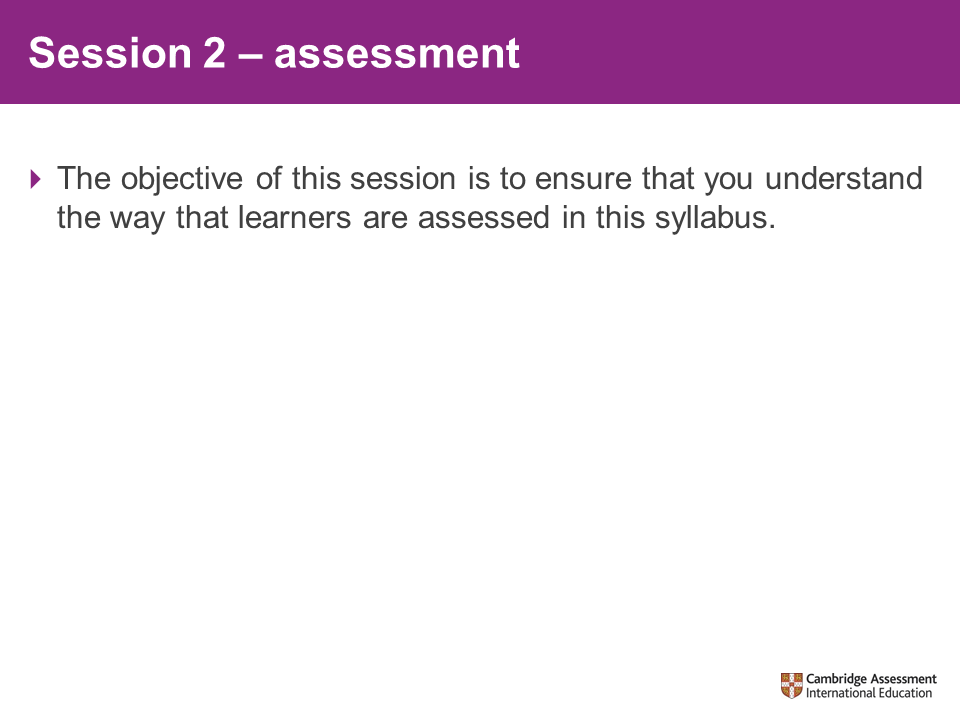 Session 2 – assessment
The objective of this session is to ensure that you understand
the way that learners are assessed in this syllabus.
Cambridge Assessment
International Education